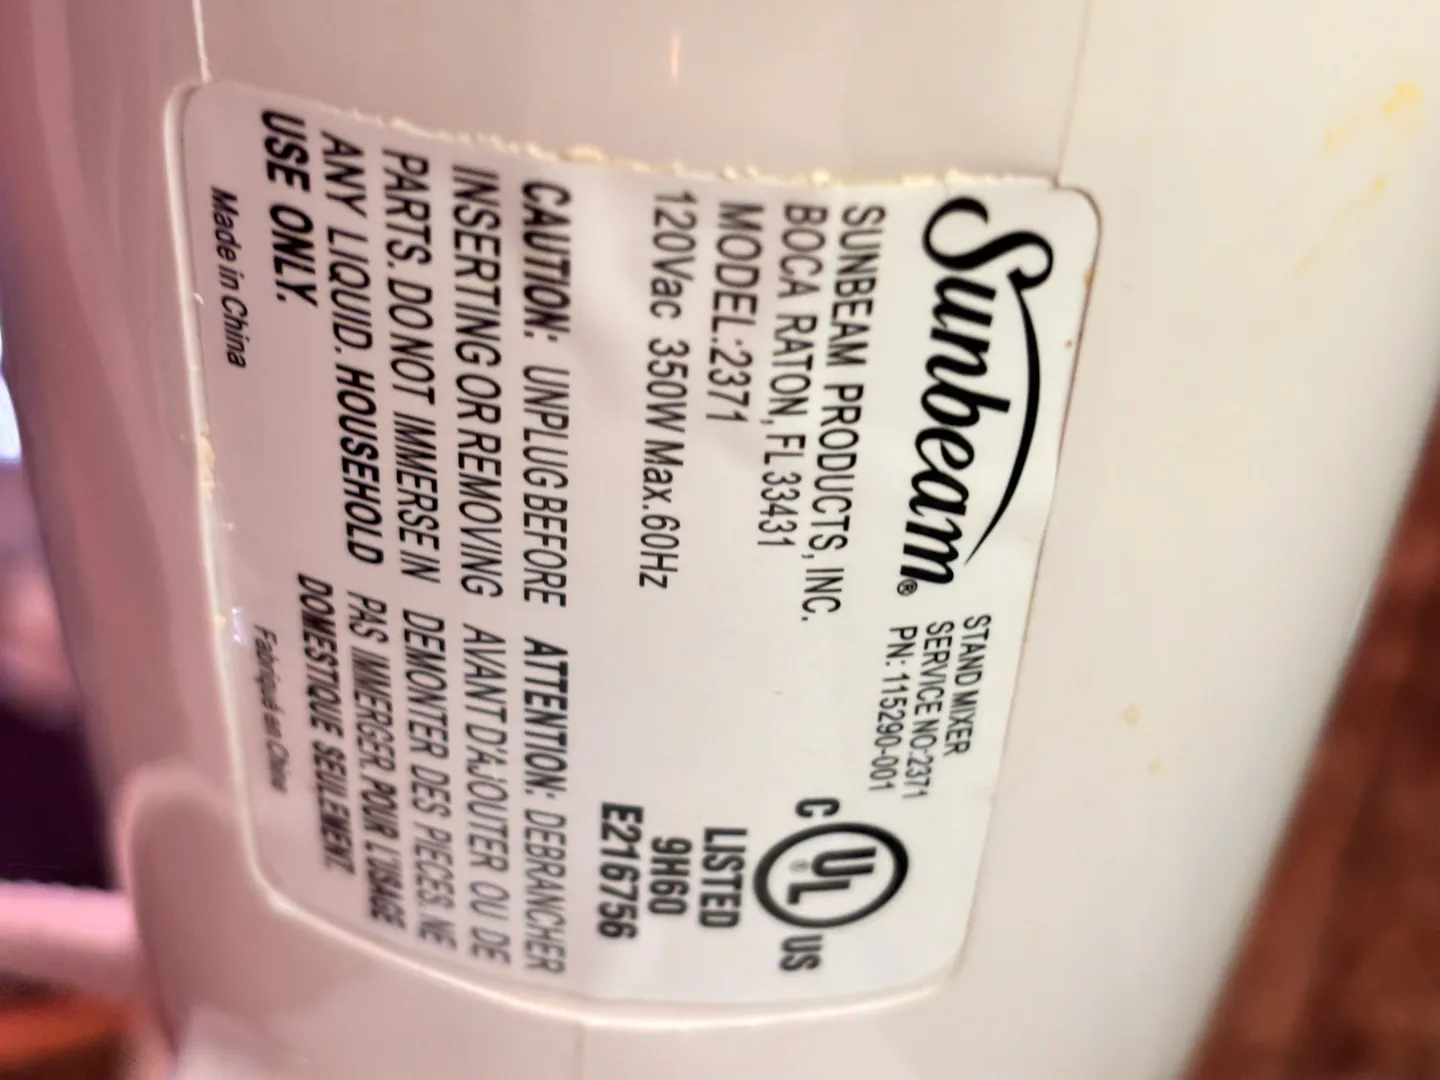 Sunbeam®
STAND MIXER
SERVICE NO:2371
PN: 115290-001
SUNBEAM PRODUCTS, INC.
BOCA RATON, FL 33431
MODEL:2371
120Vac 350W Max.60Hz
C UL US
LISTED
9H60
E216756
CAUTION: UNPLUG BEFORE
INSERTING OR REMOVING
PARTS. DO NOT IMMERSE IN
ANY LIQUID. HOUSEHOLD
USE ONLY.
Made in China
ATTENTION: DEBRANCHER
AVANT D'AJOUTER OU DE
DEMONTER DES PIECES. NE
PAS IMMERGER. POUR L'USAGE
DOMESTIQUE SEULEMENT.
Fabriqué en Chine